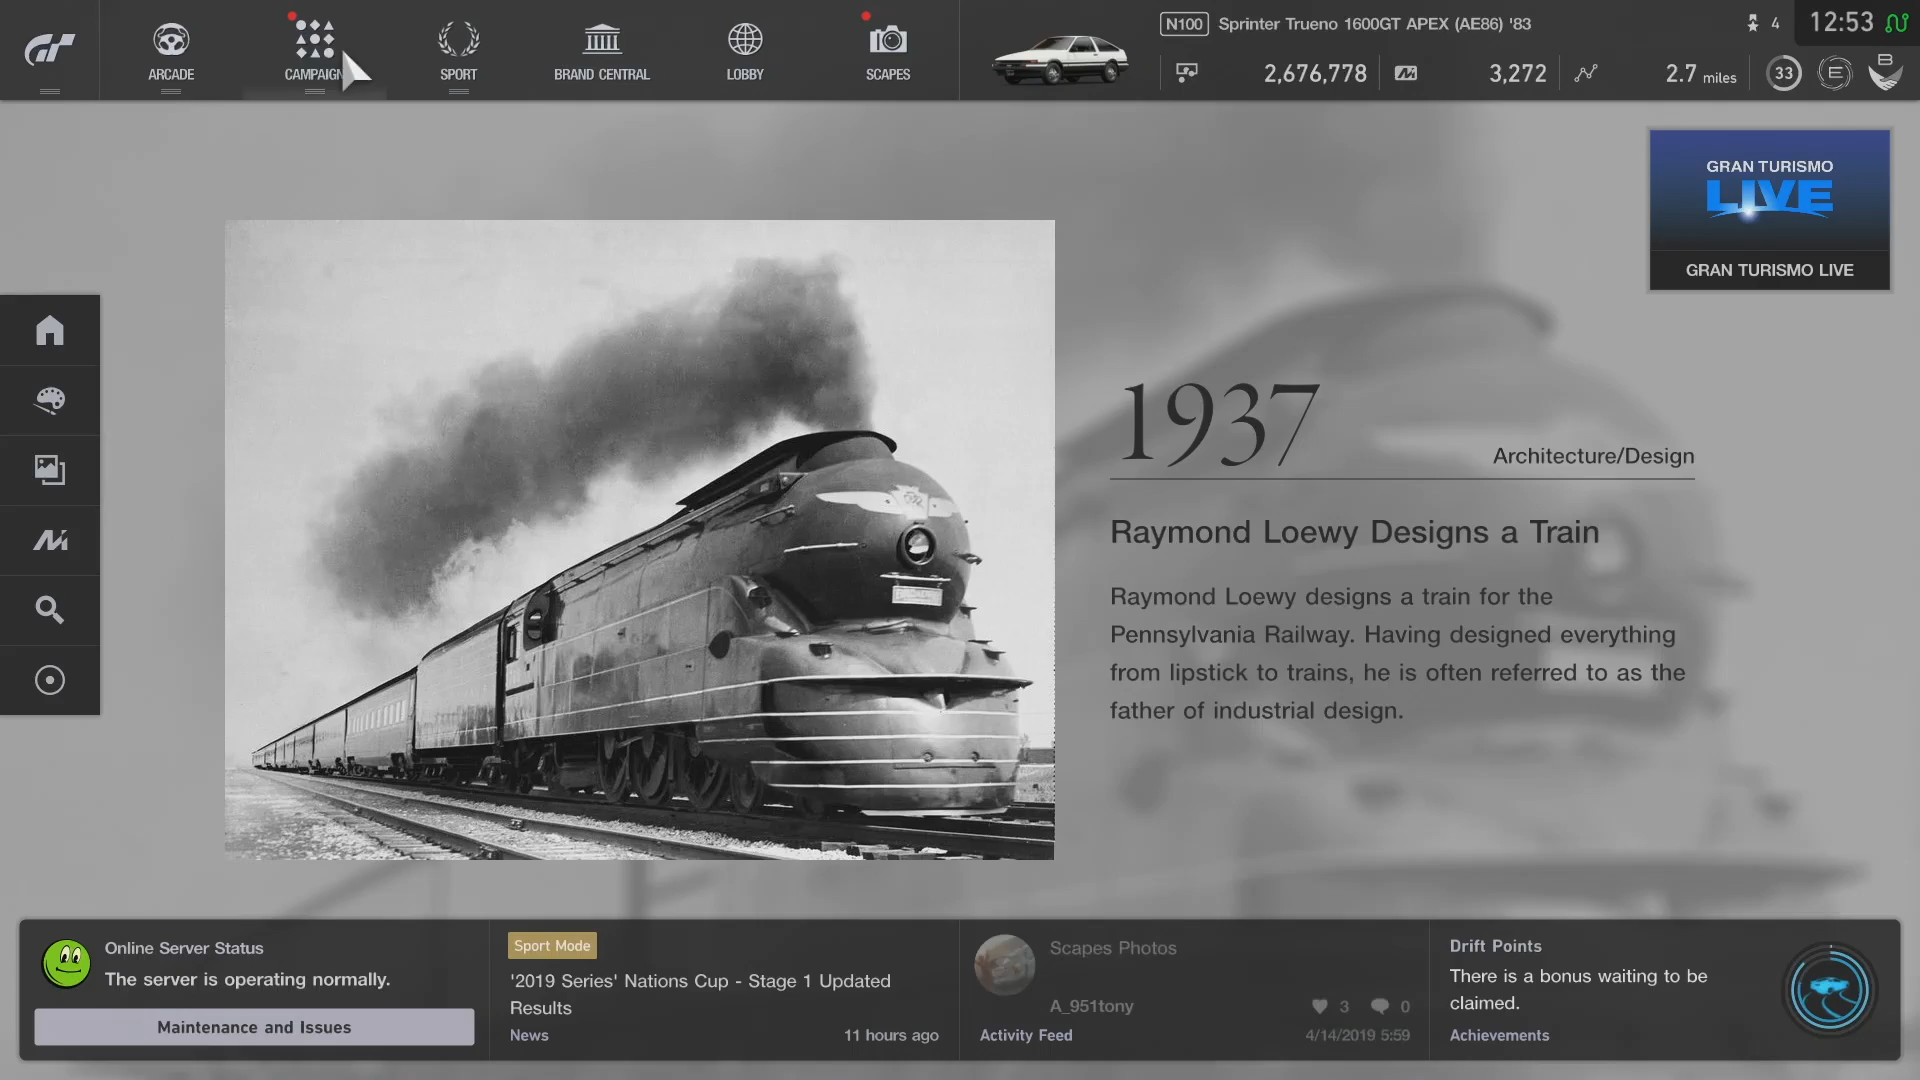 ARCADE
CAMPAIGN
SPORT
BRAND CENTRAL
LOBBY
SCAPES
N100 Sprinter Trueno 1600GT APEX (AE86) '83
4
12:53
2,676,778
3,272
2.7 miles
33
E
B
GRAN TURISMO
LIVE
GRAN TURISMO LIVE
1937
Architecture/Design
Raymond Loewy Designs a Train
Raymond Loewy designs a train for the
Pennsylvania Railway. Having designed everything
from lipstick to trains, he is often referred to as the
father of industrial design.
Online Server Status
The server is operating normally.
Maintenance and Issues
Sport Mode
'2019 Series' Nations Cup - Stage 1 Updated
Results
News
11 hours ago
Scapes Photos
A_951tony
3
0
Activity Feed
4/14/2019 5:59
Drift Points
There is a bonus waiting to be
claimed.
Achievements